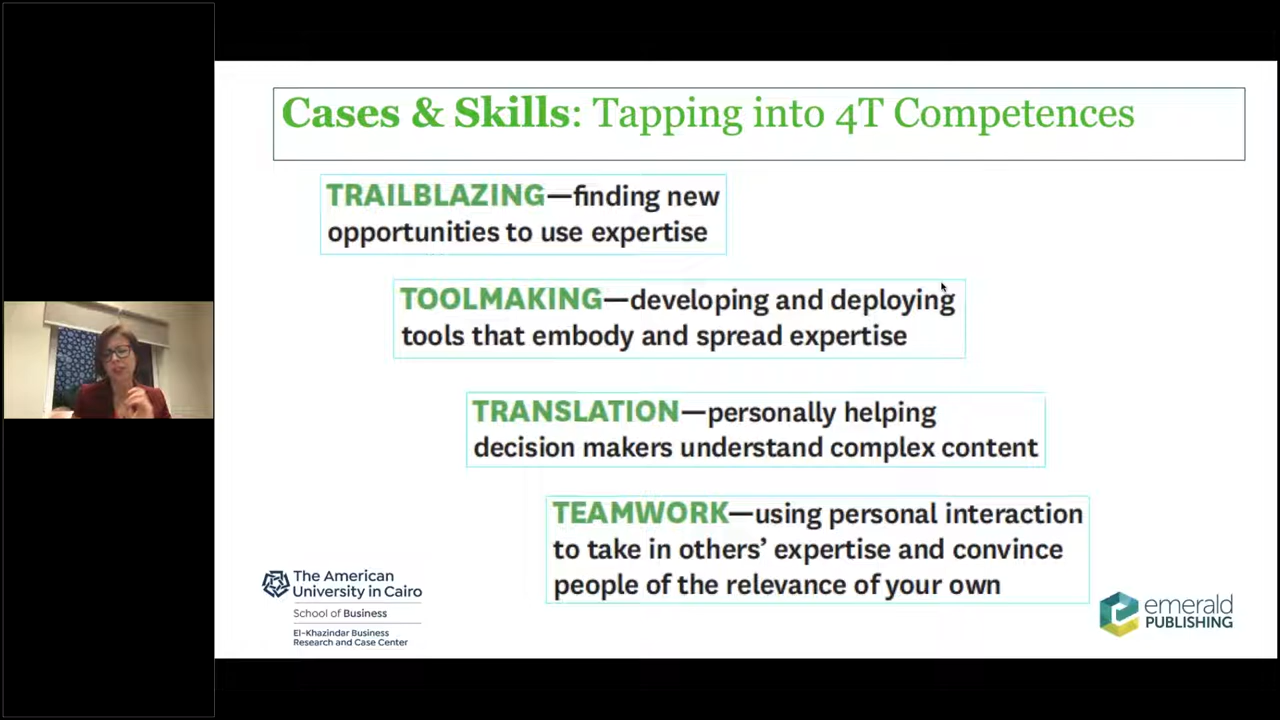 Cases & Skills: Tapping into 4T Competences
TRAILBLAZING—finding new
opportunities to use expertise
TOOLMAKING—developing and deploying
tools that embody and spread expertise
TRANSLATION—personally helping
decision makers understand complex content
TEAMWORK—using personal interaction
to take in others’ expertise and convince
people of the relevance of your own
The American
University in Cairo
School of Business
El-Khazindar Business
Research and Case Center
emerald
PUBLISHING